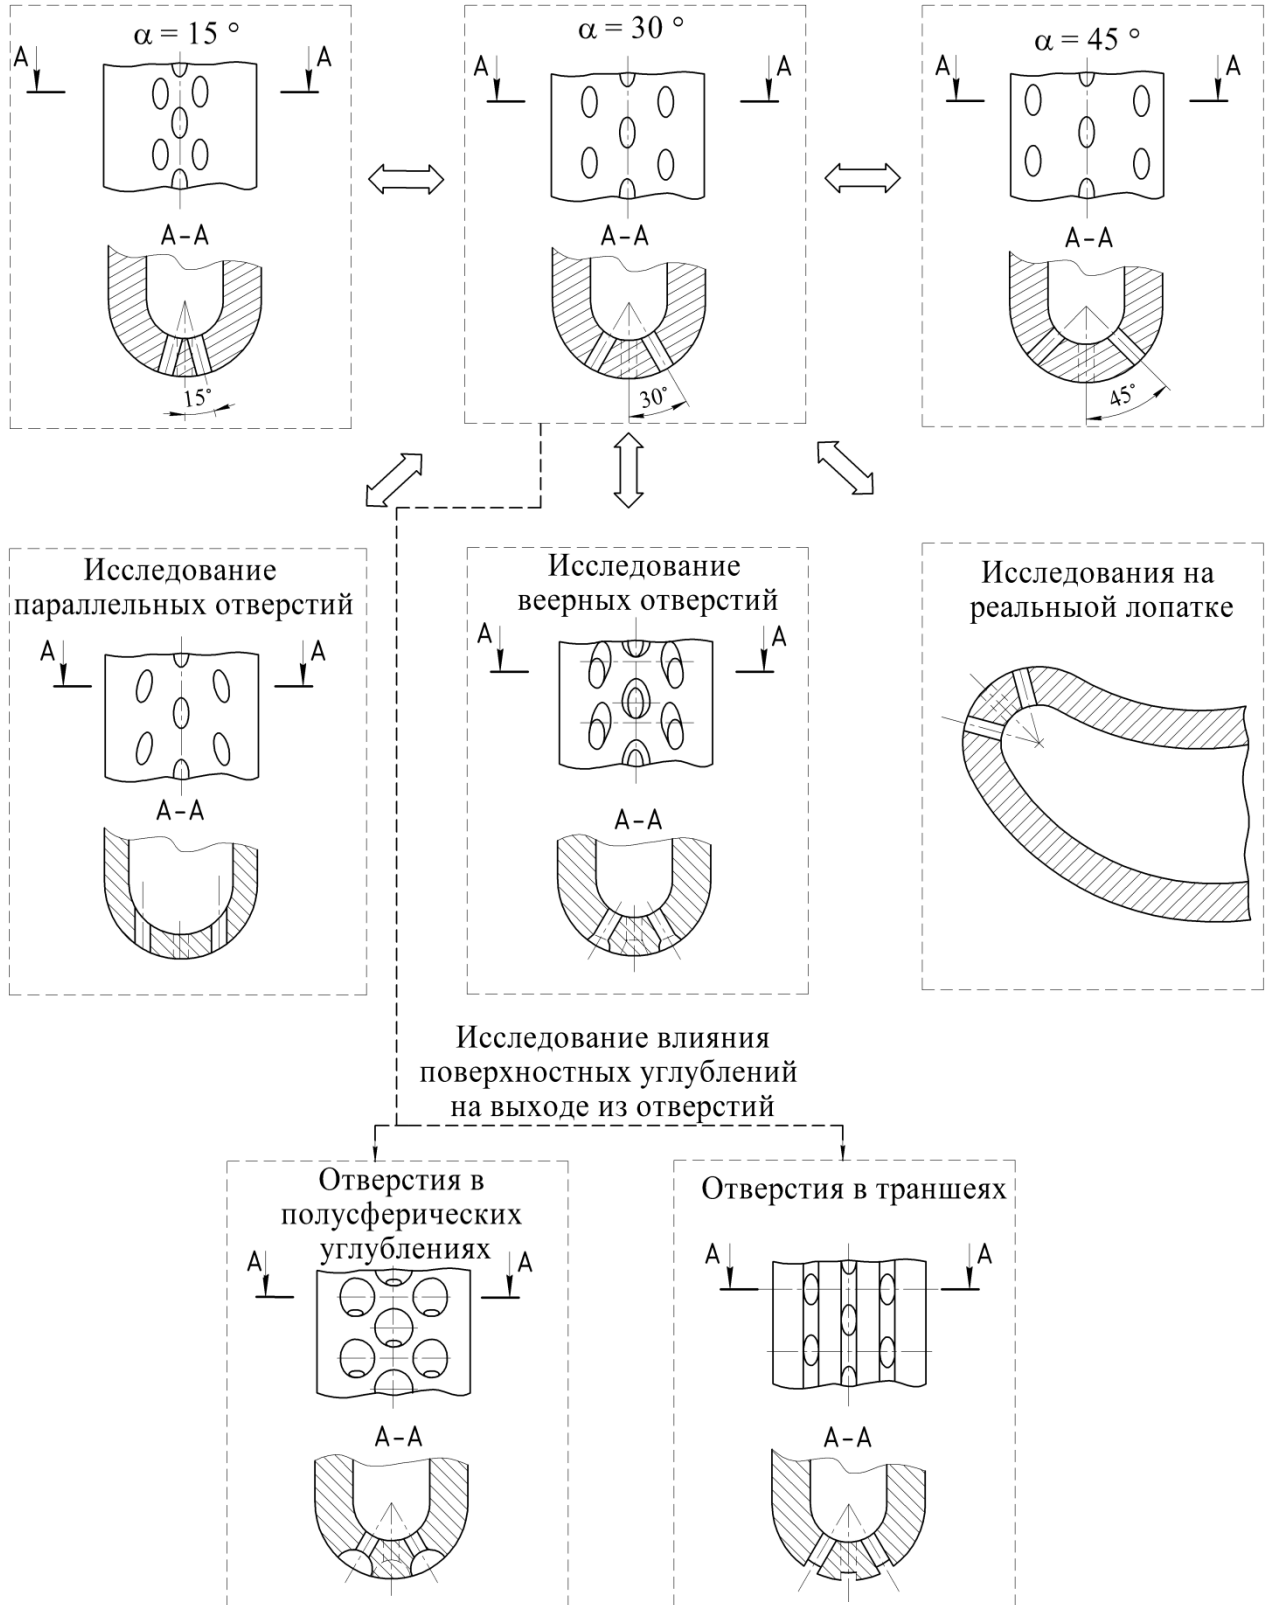 α = 15 °
α = 30 °
α = 45 °
А А
А А
А А
А-А
А-А
А-А
15°
30°
45°
Исследование
параллельных отверстий
А А
А-А
Исследование
веерных отверстий
А А
А-А
Исследования на
реальныой лопатке
Исследование влияния
поверхностных углублений
на выходе из отверстий
Отверстия в
полусферических
углублениях
А А
А-А
Отверстия в траншеях
А А
А-А